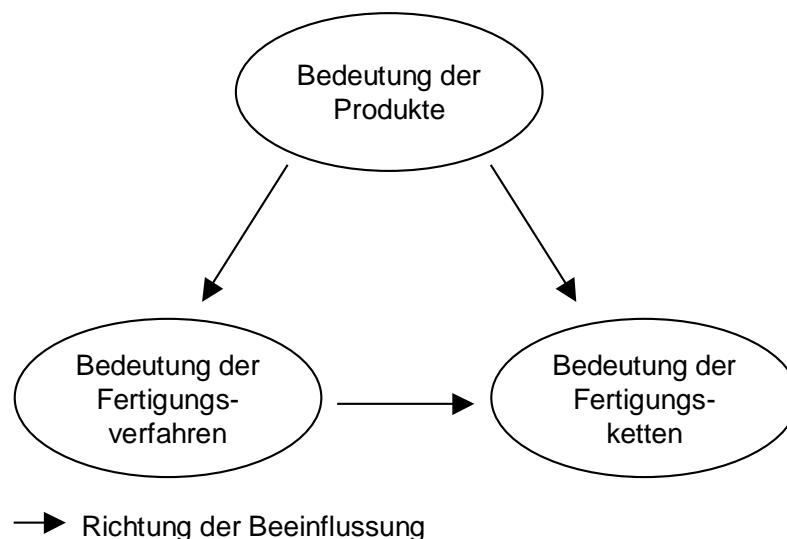 Bedeutung der
Produkte
Bedeutung der
Fertigungs-
verfahren
Bedeutung der
Fertigungs-
ketten
Richtung der Beeinflussung